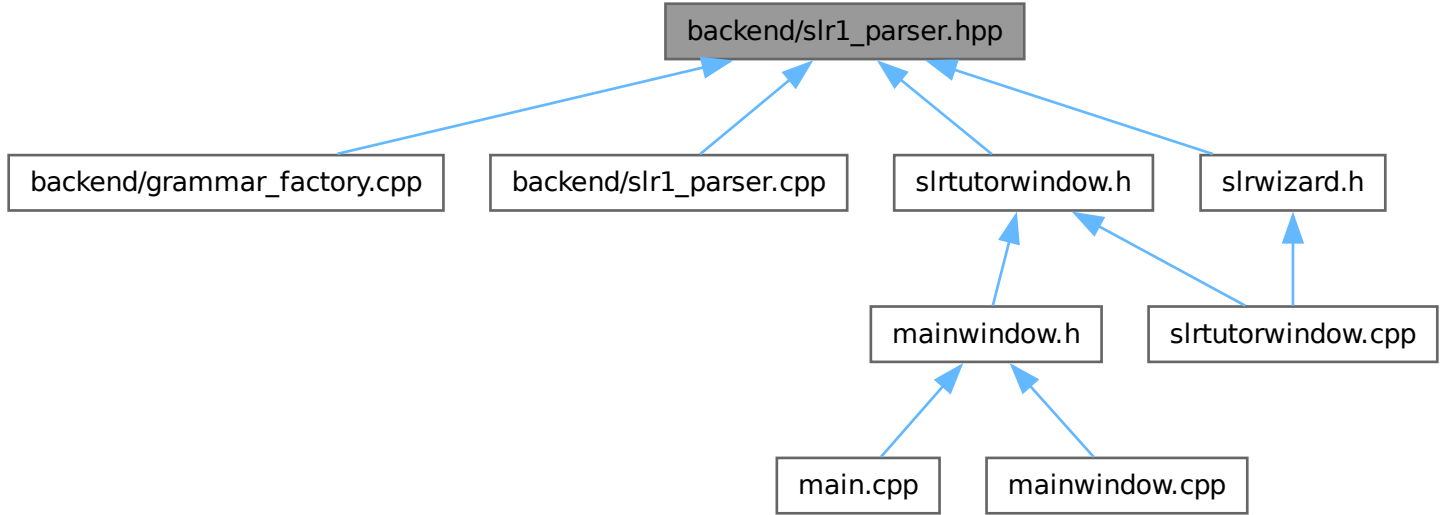 backend/slr1_parser.hpp
backend/grammar_factory.cpp
backend/slr1_parser.cpp
slrtutorwindow.h
slrwizard.h
mainwindow.h
slrtutorwindow.cpp
main.cpp
mainwindow.cpp